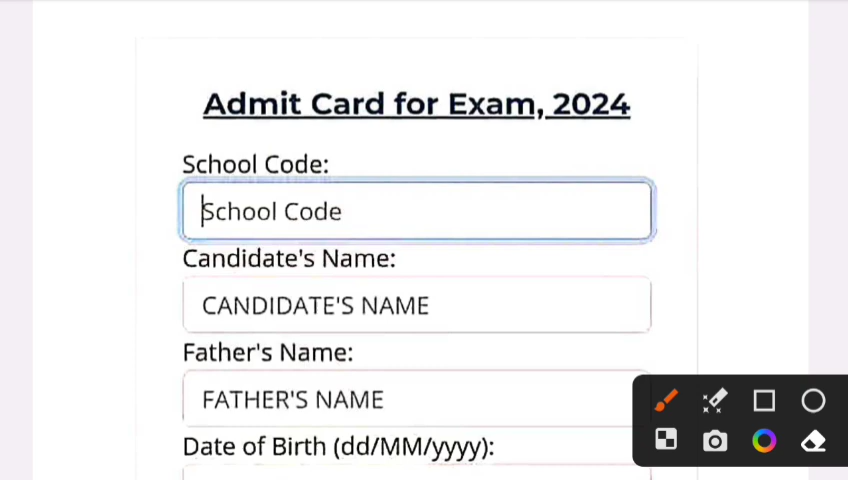 Admit Card for Exam, 2024
School Code:
School Code
Candidate's Name:
CANDIDATE'S NAME
Father's Name:
FATHER'S NAME
Date of Birth (dd/MM/yyyy):